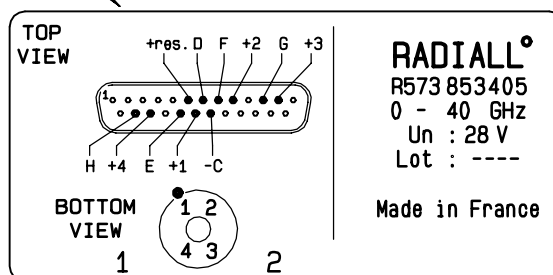 TOP
VIEW
+res. D F +2 G +3
1
H +4 E +1 -C
BOTTOM
VIEW
1 2
4 3
1 2
RADIALL°
R573 853405
0 - 40 GHz
Un : 28 V
Lot : ----
Made in France